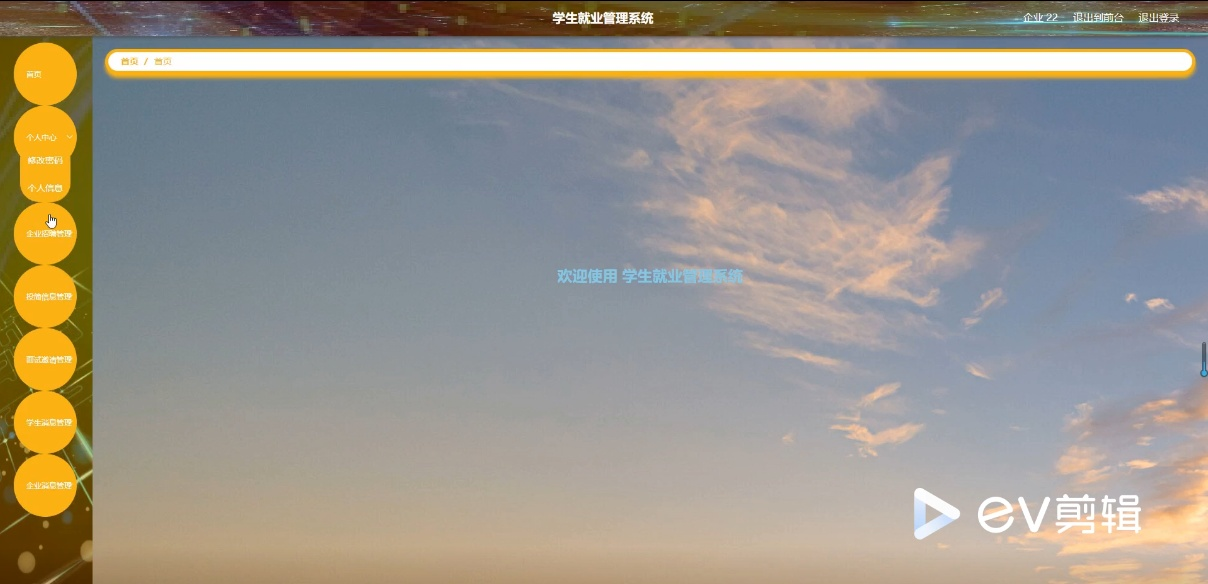 学生就业管理系统
企业 22 退出到前台 退出登录
首页 / 首页
首页
个人中心
修改密码
个人信息
企业招聘管理
投简信息管理
面试邀请管理
学生消息管理
企业消息管理
欢迎使用 学生就业管理系统
ev剪辑